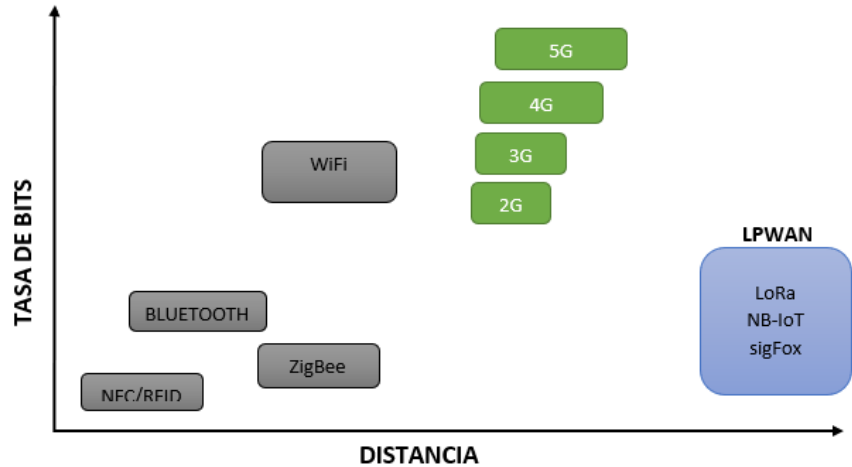 5G
4G
3G
2G
WiFi
LPWAN
LoRa
NB-IoT
sigFox
BLUETOOTH
ZigBee
NFC/RFID
TASA DE BITS
DISTANCIA